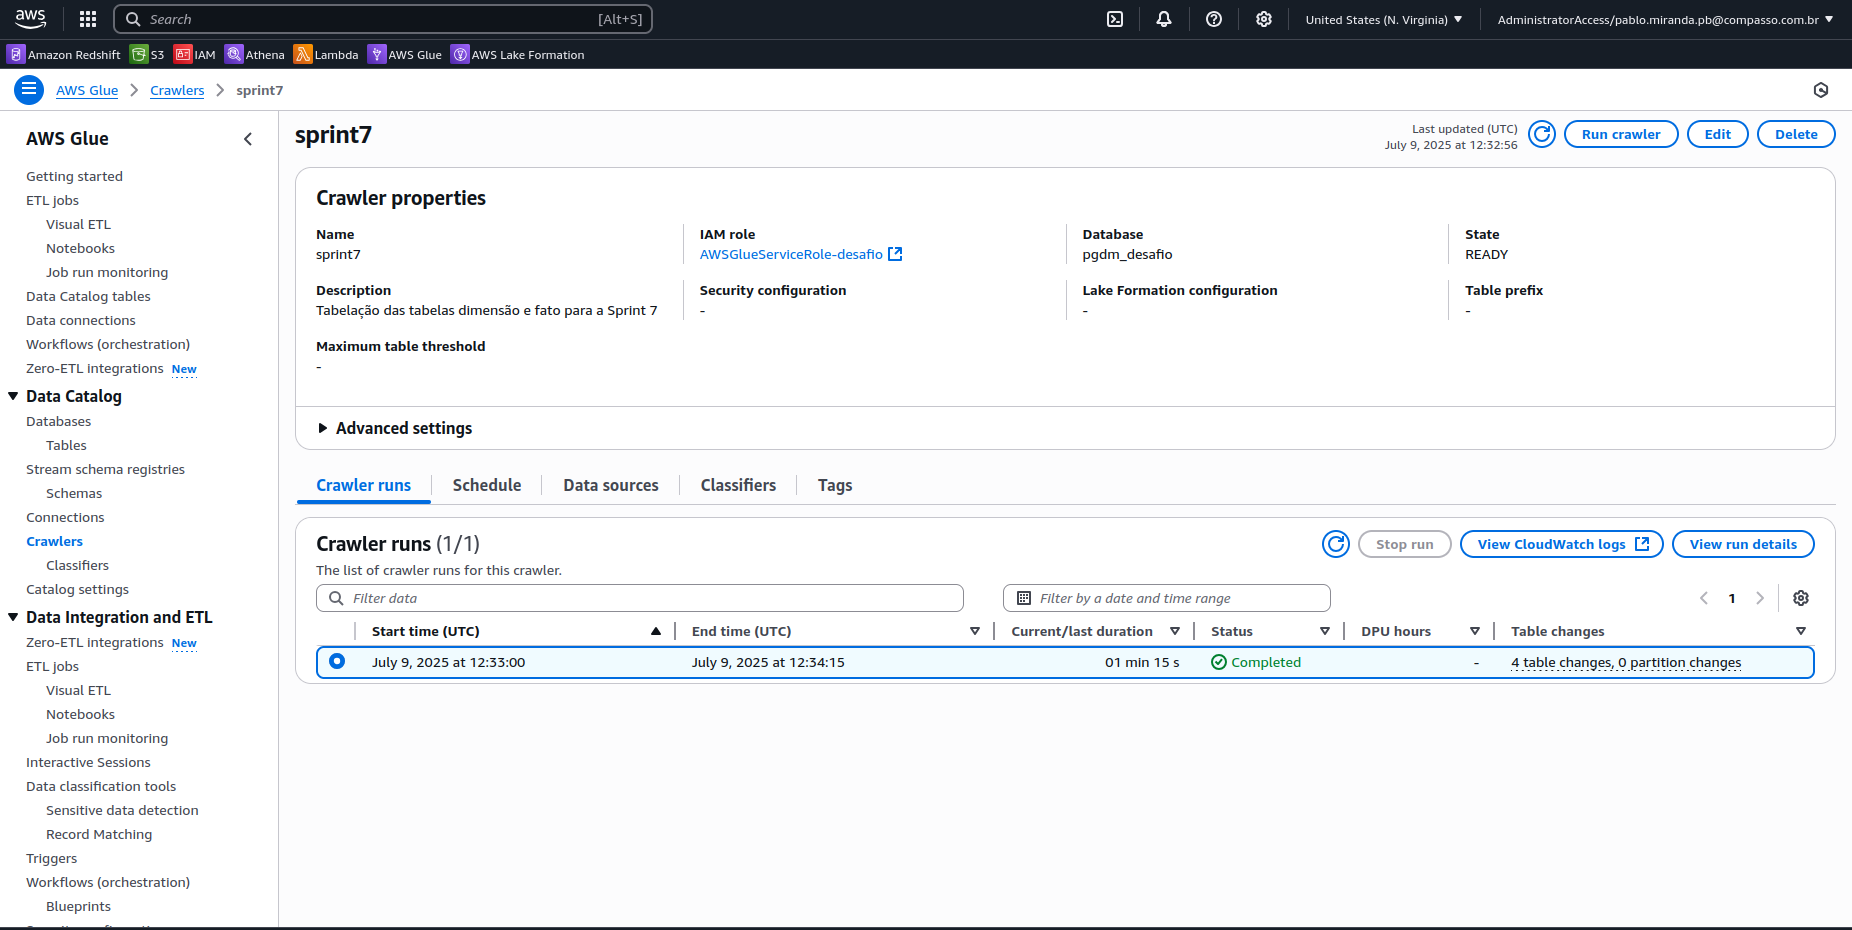 aws
Search [Alt+S]
United States (N. Virginia)
AdministratorAccess/pablo.miranda.pb@compasso.com.br
Amazon Redshift S3 IAM Athena Lambda AWS Glue AWS Lake Formation
AWS Glue Crawlers sprint7
AWS Glue
Getting started
ETL jobs
Visual ETL
Notebooks
Job run monitoring
Data Catalog tables
Data connections
Workflows (orchestration)
Zero-ETL integrations New
Data Catalog
Databases
Tables
Stream schema registries
Schemas
Connections
Crawlers
Classifiers
Catalog settings
Data Integration and ETL
Zero-ETL integrations New
ETL jobs
Visual ETL
Notebooks
Job run monitoring
Interactive Sessions
Data classification tools
Sensitive data detection
Record Matching
Triggers
Workflows (orchestration)
Blueprints
sprint7
Last updated (UTC)
July 9, 2025 at 12:32:56
Run crawler Edit Delete
Crawler properties
Name
sprint7
IAM role
AWSGlueServiceRole-desafio
Database
pgdm_desafio
State
READY
Description
Tabelação das tabelas dimensão e fato para a Sprint 7
Security configuration
-
Lake Formation configuration
-
Table prefix
-
Maximum table threshold
-
Advanced settings
Crawler runs Schedule Data sources Classifiers Tags
Crawler runs (1/1)
The list of crawler runs for this crawler.
Stop run View CloudWatch logs View run details
Filter data Filter by a date and time range 1
Start time (UTC) End time (UTC) Current/last duration Status DPU hours Table changes
July 9, 2025 at 12:33:00 July 9, 2025 at 12:34:15 01 min 15 s Completed - 4 table changes, 0 partition changes